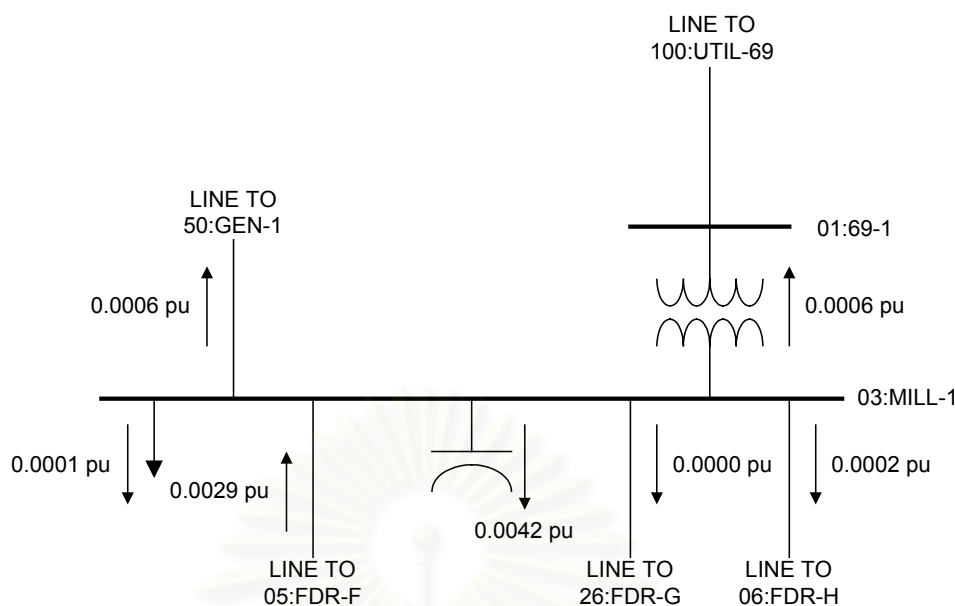 LINE TO
100:UTIL-69
LINE TO
50:GEN-1
01:69-1
0.0006 pu
0.0006 pu
03:MILL-1
0.0001 pu
0.0029 pu
0.0042 pu
0.0000 pu
0.0002 pu
LINE TO
05:FDR-F
LINE TO
26:FDR-G
LINE TO
06:FDR-H